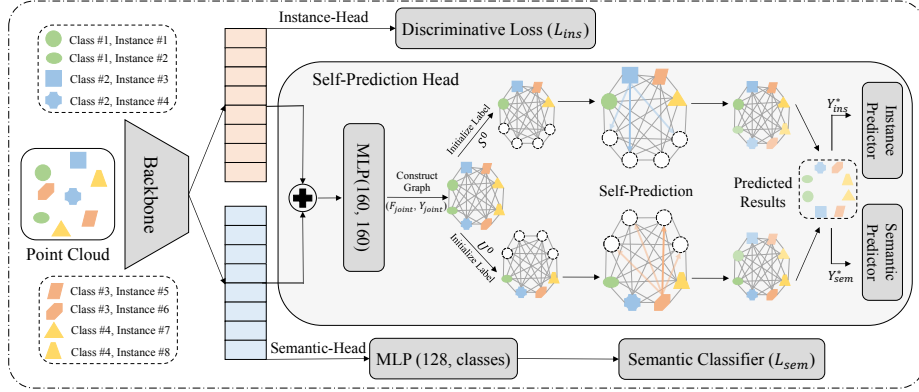 Instance-Head
Discriminative Loss (L_ins)
Class #1, Instance #1
Class #1, Instance #2
Class #2, Instance #3
Class #2, Instance #4
Point Cloud
Backbone
Class #3, Instance #5
Class #3, Instance #6
Class #4, Instance #7
Class #4, Instance #8
Self-Prediction Head
MLP(160, 160)
Initialize Label
S^0
Construct
Graph
(F_joint, Y_joint)
Initialize Label
U^0
Self-Prediction
Predicted
Results
Y*_ins
Y*_sem
Instance
Predictor
Semantic
Predictor
Semantic-Head
MLP (128, classes)
Semantic Classifier (L_sem)